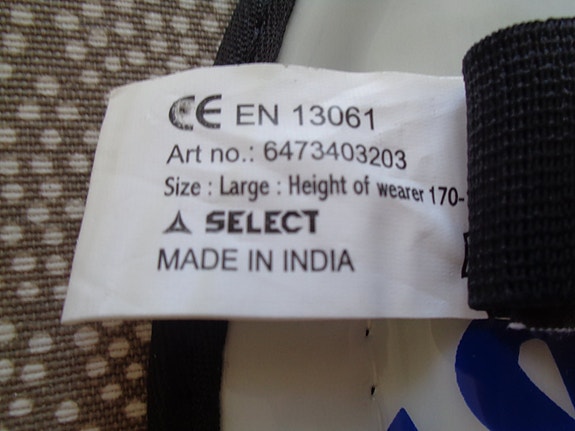 CE EN 13061
Art no.: 6473403203
Size : Large : Height of wearer 170-
SELECT
MADE IN INDIA